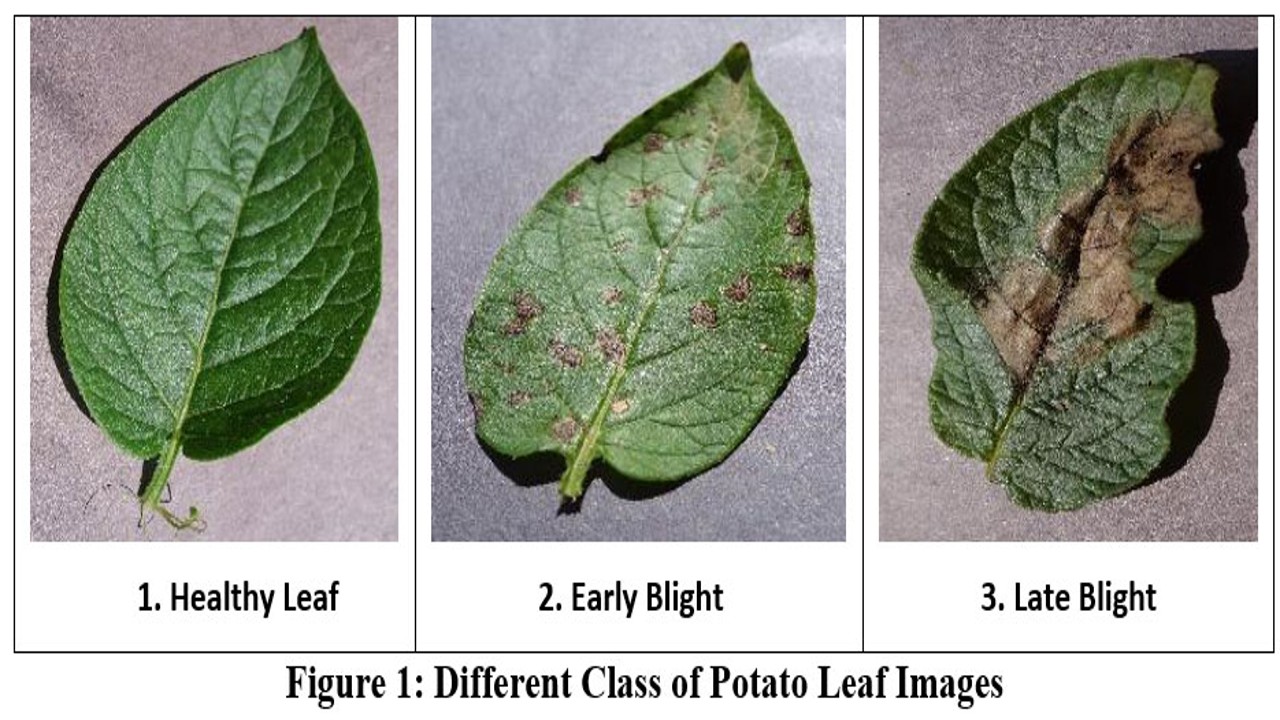 1. Healthy Leaf
2. Early Blight
3. Late Blight
Figure 1: Different Class of Potato Leaf Images